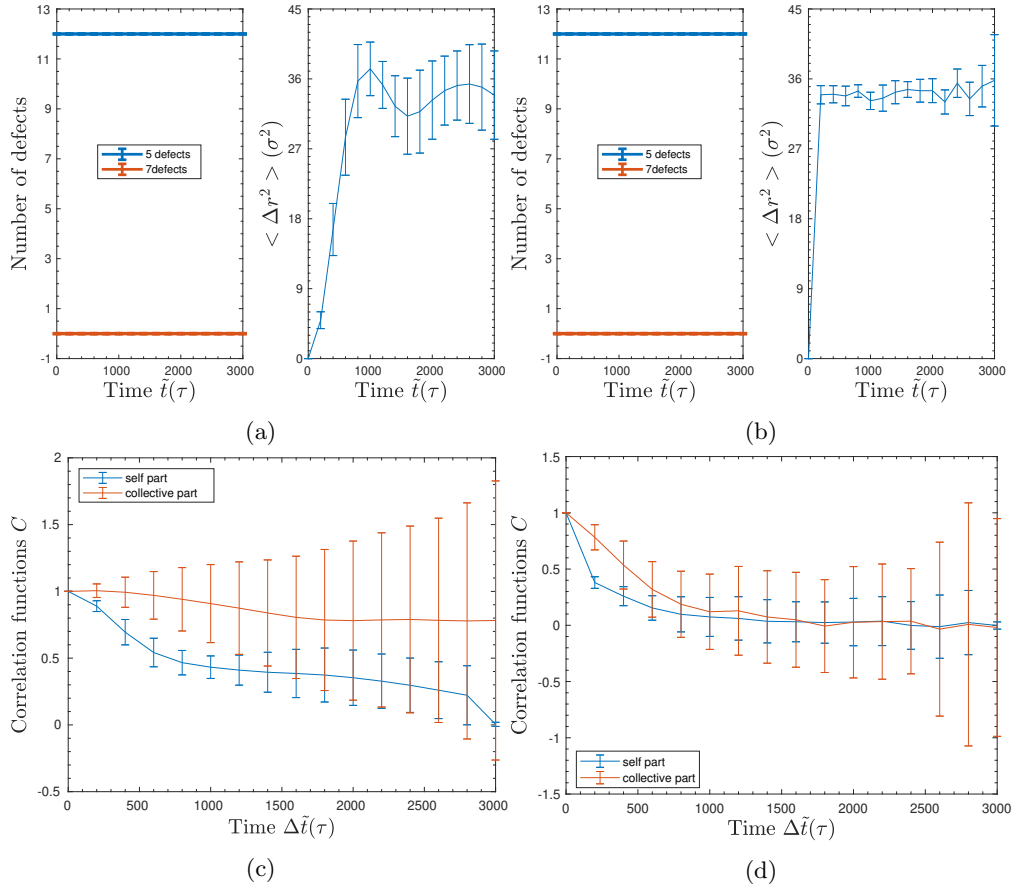 13
11
9
7
5
3
1
-1
0
1000
2000
3000
Number of defects
Time t̃(τ)
5 defects
7defects
45
36
27
18
9
0
0
1000
2000
3000
< Δr² > (σ²)
Time t̃(τ)
(a)
13
11
9
7
5
3
1
-1
0
1000
2000
3000
Number of defects
Time t̃(τ)
5 defects
7defects
45
36
27
18
9
0
0
1000
2000
3000
< Δr² > (σ²)
Time t̃(τ)
(b)
2
1.5
1
0.5
0
-0.5
0
500
1000
1500
2000
2500
3000
Correlation functions C
Time Δt̃(τ)
self part
collective part
(c)
1.5
1
0.5
0
-0.5
-1
-1.5
0
500
1000
1500
2000
2500
3000
Correlation functions C
Time Δt̃(τ)
self part
collective part
(d)